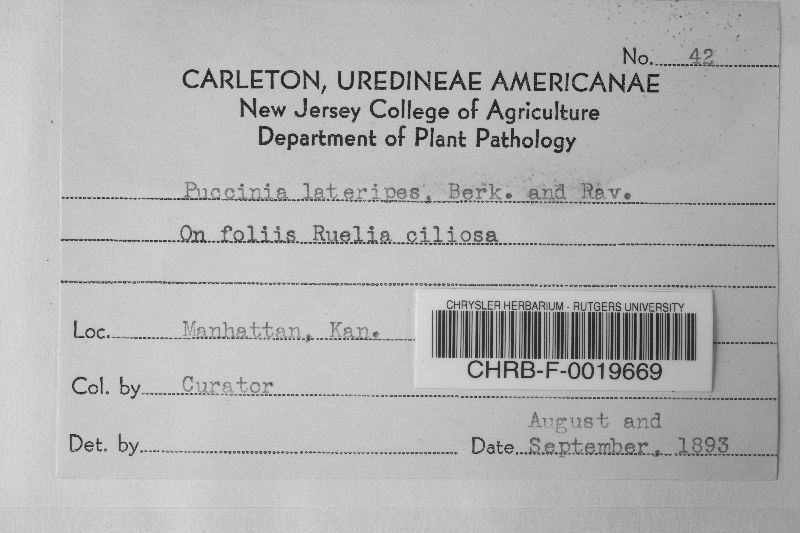 No. 42
CARLETON, UREDINEAE AMERICANAE
New Jersey College of Agriculture
Department of Plant Pathology
Puccinia lateripes, Berk. and Rav.
On foliis Ruelia ciliosa
Loc. Manhattan, Kan.
CHRYSLER HERBARIUM - RUTGERS UNIVERSITY
CHRB-F-0019669
Col. by Curator
Det. by
Date August and
September, 1893